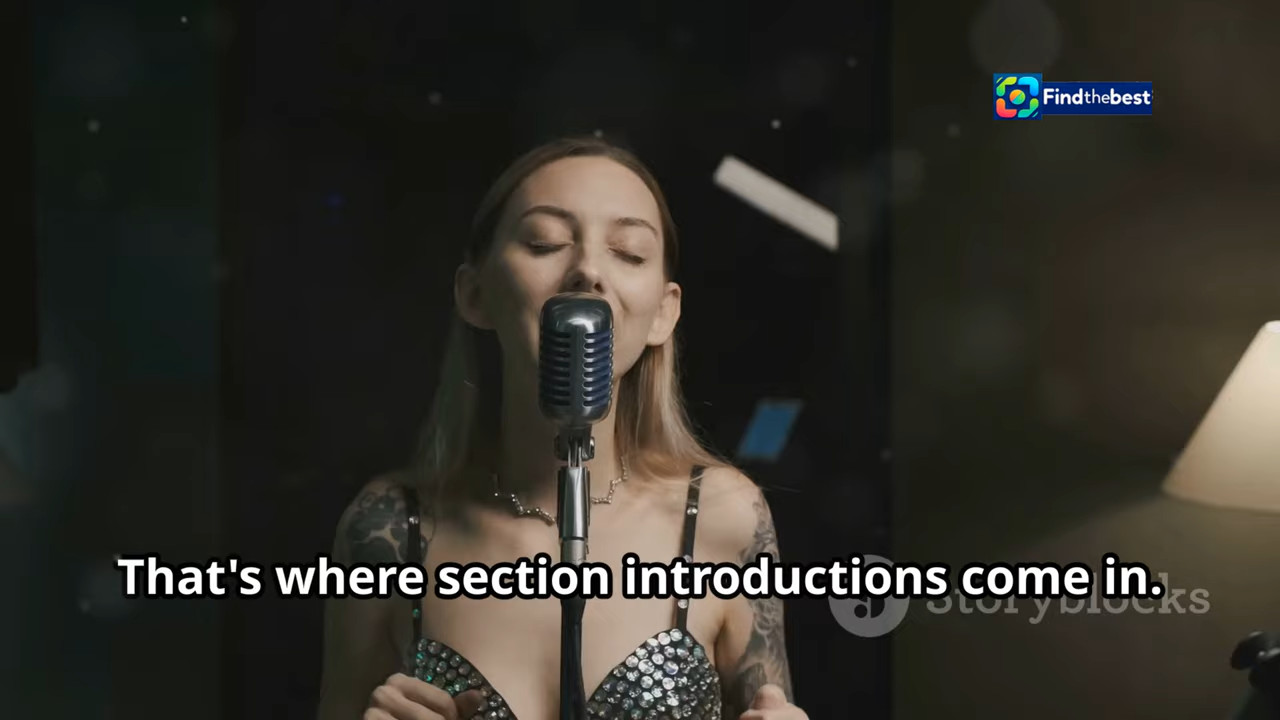 Findthebest
That's where section introductions come in.
Storyblocks